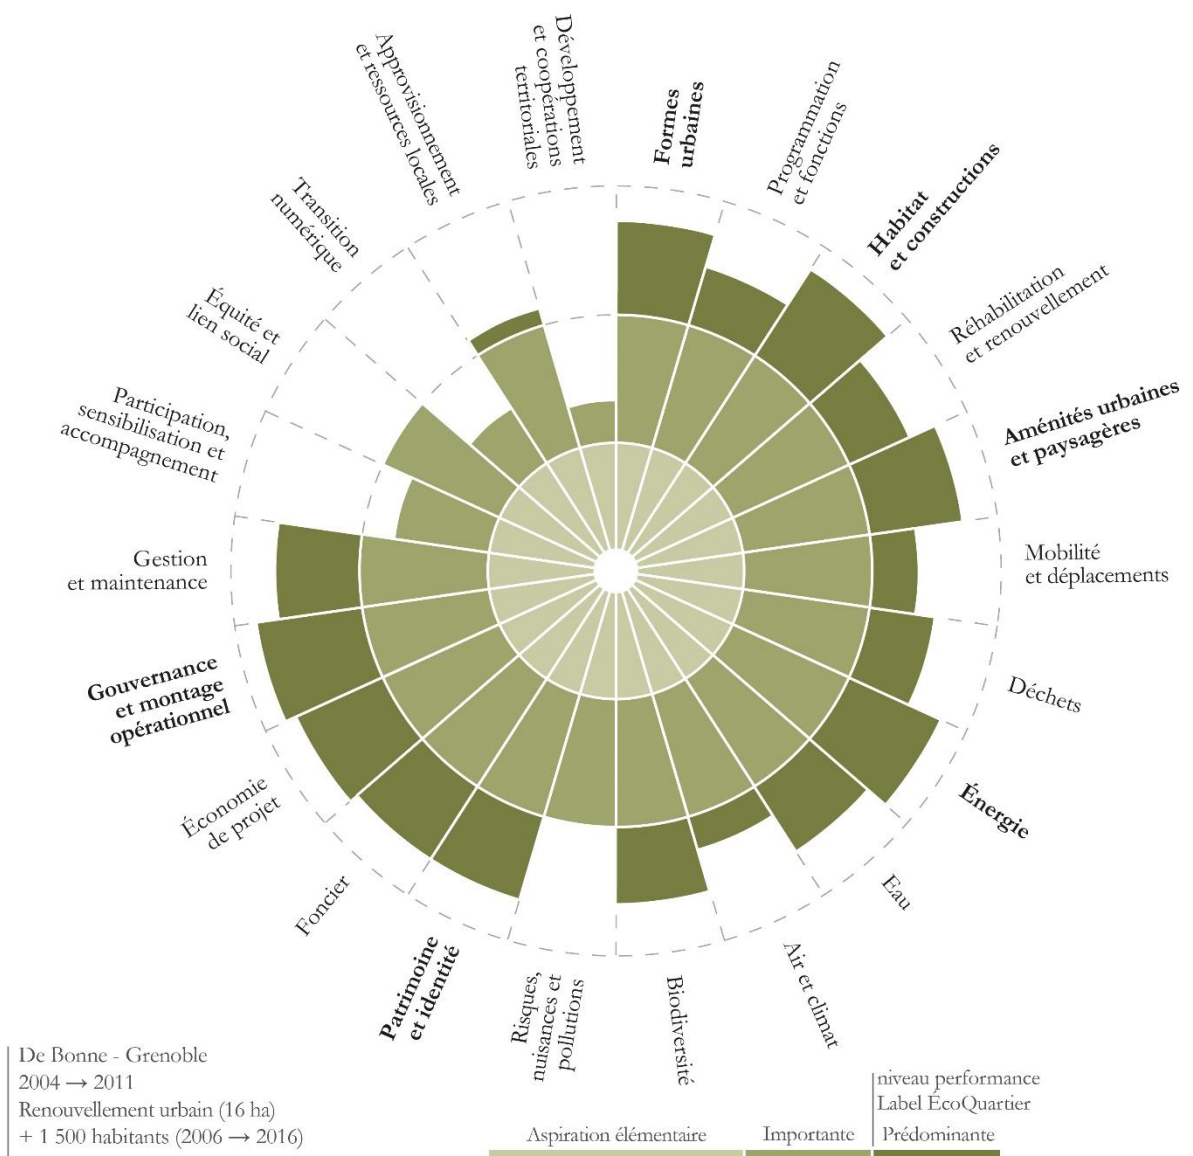 Formes
urbaines
Programmation
et fonctions
Habitat
et constructions
Réhabilitation
et renouvellement
Aménités urbaines
et paysagères
Mobilité
et déplacements
Déchets
Énergie
Eau
Air et climat
Biodiversité
Risques,
nuisances et
pollutions
Patrimoine
et identité
Foncier
Économie
de projet
Gouvernance
et montage
opérationnel
Gestion
et maintenance
Participation,
sensibilisation et
accompagnement
Équité et
lien social
Transition
numérique
Approvisionnement
et ressources locales
Développement
et coopérations
territoriales
De Bonne - Grenoble
2004 → 2011
Renouvellement urbain (16 ha)
+ 1 500 habitants (2006 → 2016)
niveau performance
Label ÉcoQuartier
Aspiration élémentaire Importante Prédominante